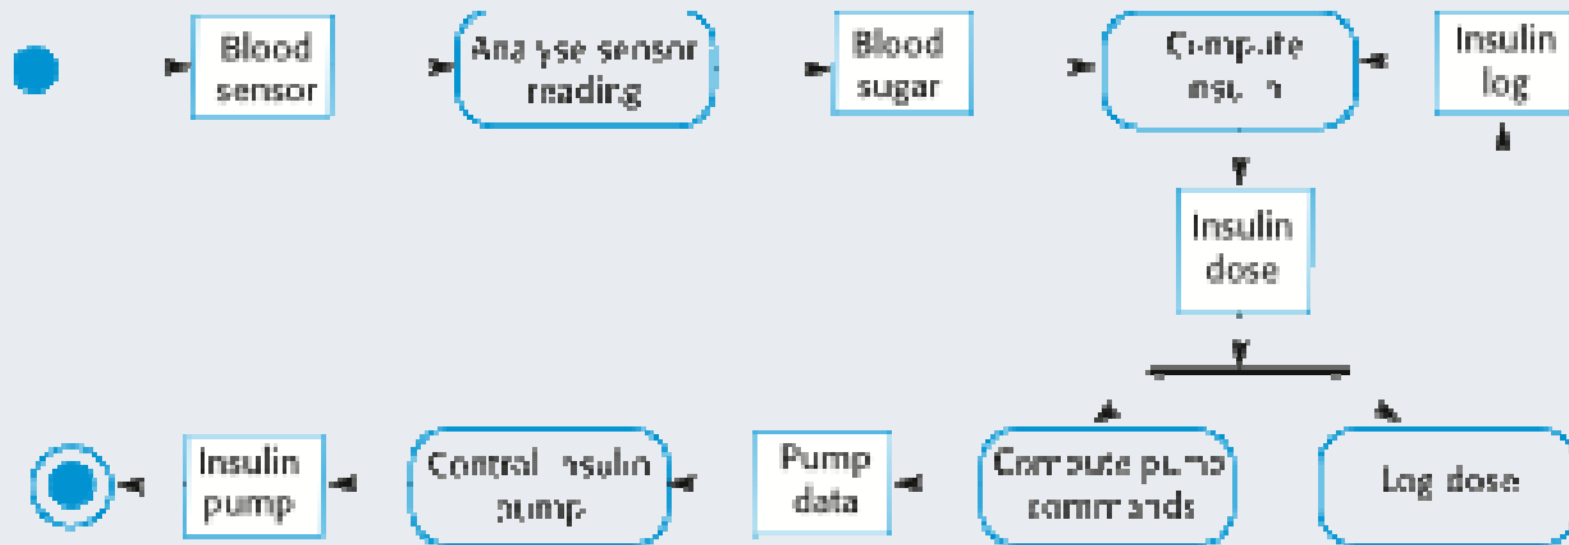 Blood
sensor
Analyse sensor
reading
Blood
sugar
Compute
insulin
Insulin
log
Insulin
dose
Insulin
pump
Control insulin
pump
Pump
data
Compute pump
commands
Log dose